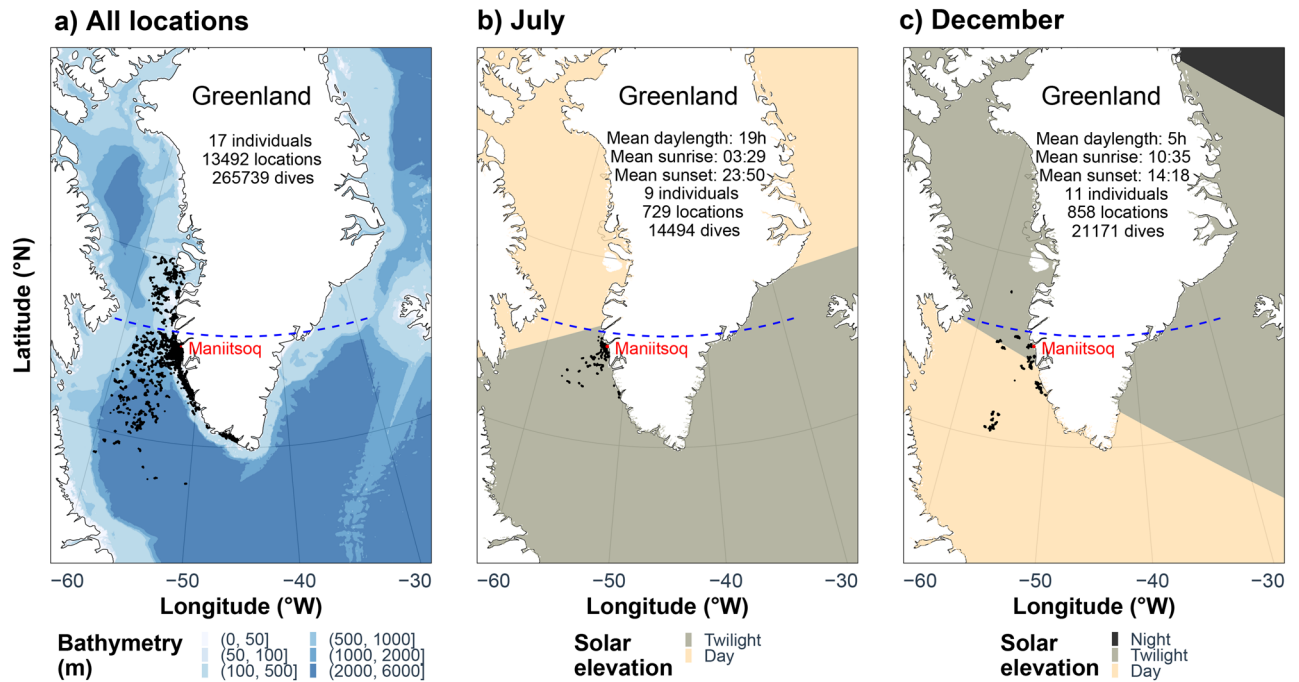 a) All locations
b) July
c) December
Latitude (°N)
Greenland
17 individuals
13492 locations
265739 dives
Maniitsoq
−60
−50
−40
−30
Longitude (°W)
Bathymetry
(m)
(0, 50]
(50, 100]
(100, 500]
(500, 1000]
(1000, 2000]
(2000, 6000]
Greenland
Mean daylength: 19h
Mean sunrise: 03:29
Mean sunset: 23:50
9 individuals
729 locations
14494 dives
Maniitsoq
−60
−50
−40
−30
Longitude (°W)
Solar
elevation
Twilight
Day
Greenland
Mean daylength: 5h
Mean sunrise: 10:35
Mean sunset: 14:18
11 individuals
858 locations
21171 dives
Maniitsoq
−60
−50
−40
−30
Longitude (°W)
Solar
elevation
Night
Twilight
Day